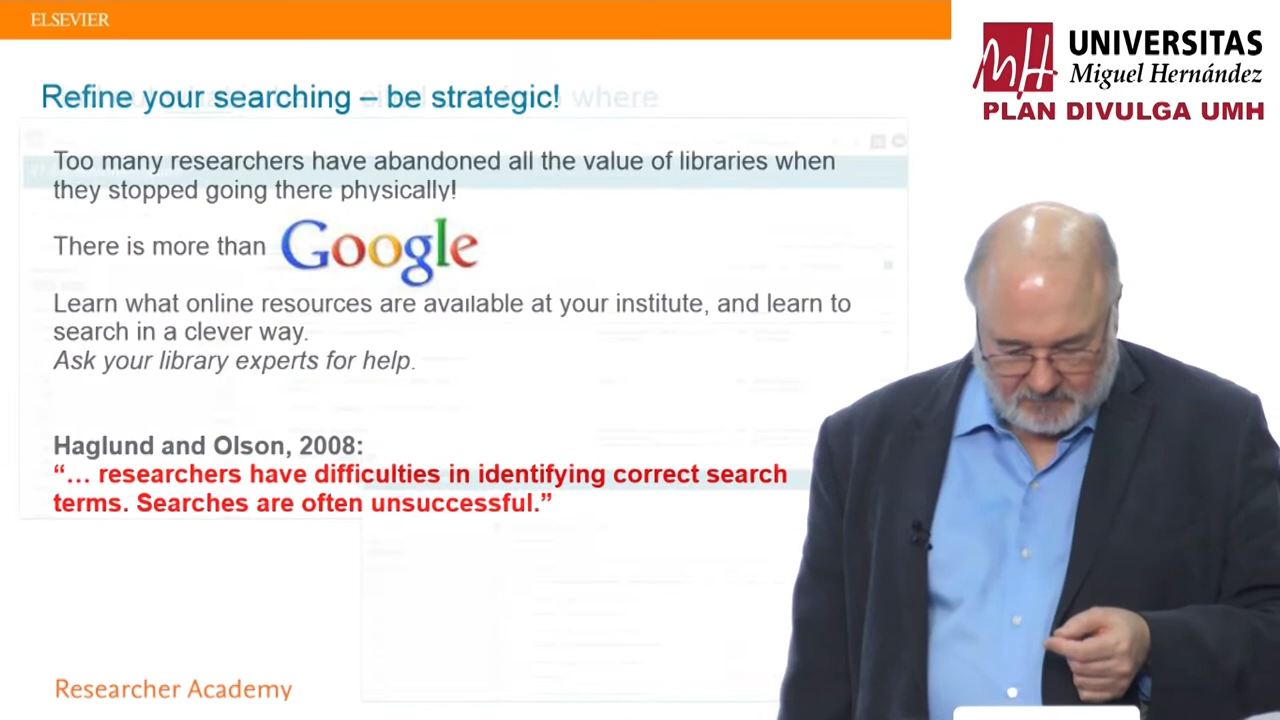 ELSEVIER
UNIVERSITAS
Miguel Hernández
PLAN DIVULGA UMH
Refine your searching – be strategic!
where
Too many researchers have abandoned all the value of libraries when
they stopped going there physically!
There is more than Google
Learn what online resources are available at your institute, and learn to
search in a clever way.
Ask your library experts for help.
Haglund and Olson, 2008:
“… researchers have difficulties in identifying correct search
terms. Searches are often unsuccessful.”
Researcher Academy